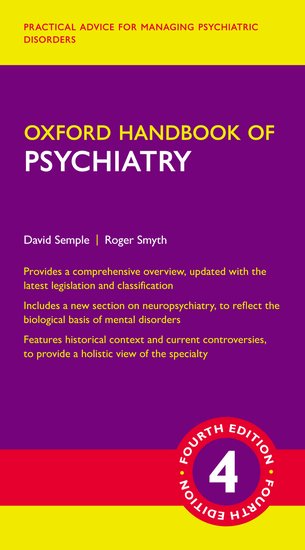 PRACTICAL ADVICE FOR MANAGING PSYCHIATRIC
DISORDERS
OXFORD HANDBOOK OF
PSYCHIATRY
David Semple | Roger Smyth
Provides a comprehensive overview, updated with the
latest legislation and classification
Includes a new section on neuropsychiatry, to reflect the
biological basis of mental disorders
Features historical context and current controversies,
to provide a holistic view of the specialty
FOURTH EDITION
4
FOURTH EDITION